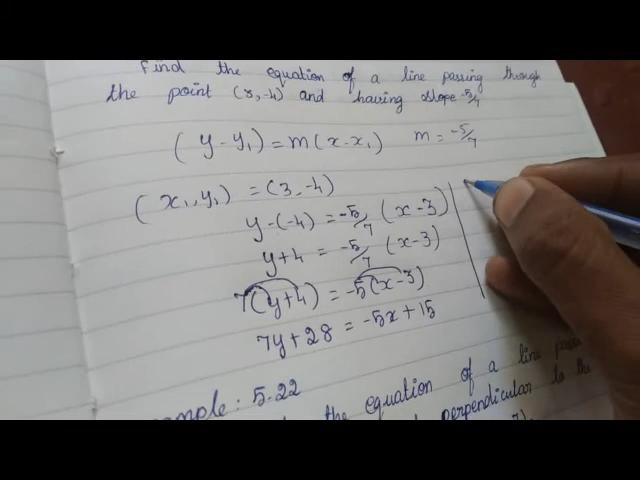 Find the equation of a line passing through
the point (3, -4) and having slope -5/7
(y - y₁) = m(x - x₁) m = -5/7
(x₁, y₁) = (3, -4)
y - (-4) = -5/7 (x - 3)
y + 4 = -5/7 (x - 3)
7(y + 4) = -5(x - 3)
7y + 28 = -5x + 15
ample : 5.22
the equation of a line
perpendicular to the